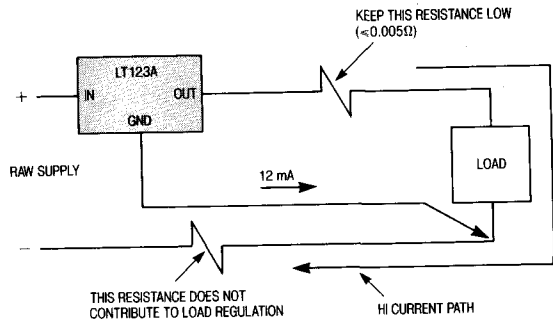 KEEP THIS RESISTANCE LOW
(≤0.005Ω)
LT123A
+
IN
OUT
GND
RAW SUPPLY
12 mA
LOAD
−
THIS RESISTANCE DOES NOT
CONTRIBUTE TO LOAD REGULATION
HI CURRENT PATH